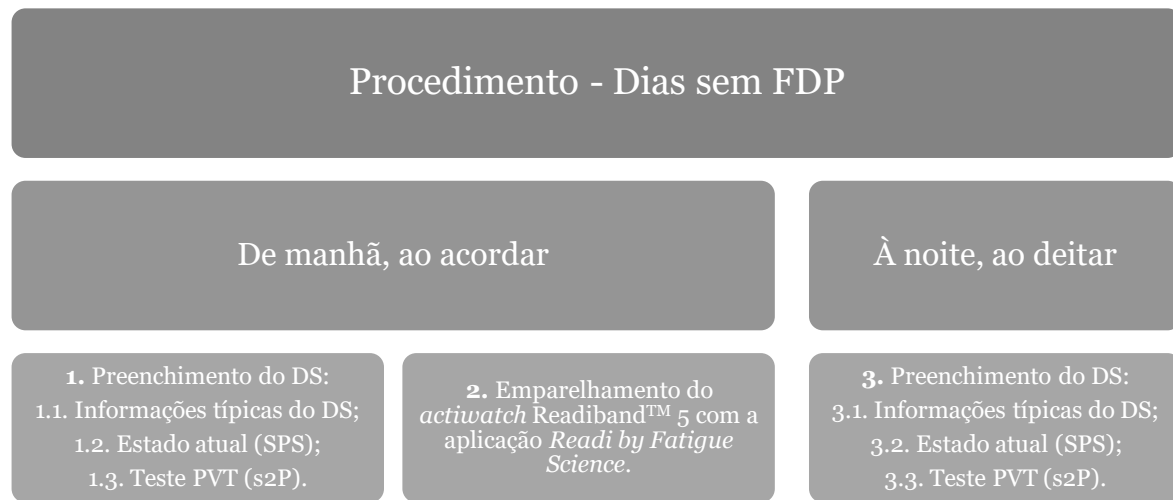 Procedimento - Dias sem FDP
De manhã, ao acordar
À noite, ao deitar
1. Preenchimento do DS:
1.1. Informações típicas do DS;
1.2. Estado atual (SPS);
1.3. Teste PVT (s2P).
2. Emparelhamento do
actiwatch Readiband™ 5 com a
aplicação Readi by Fatigue
Science.
3. Preenchimento do DS:
3.1. Informações típicas do DS;
3.2. Estado atual (SPS);
3.3. Teste PVT (s2P).